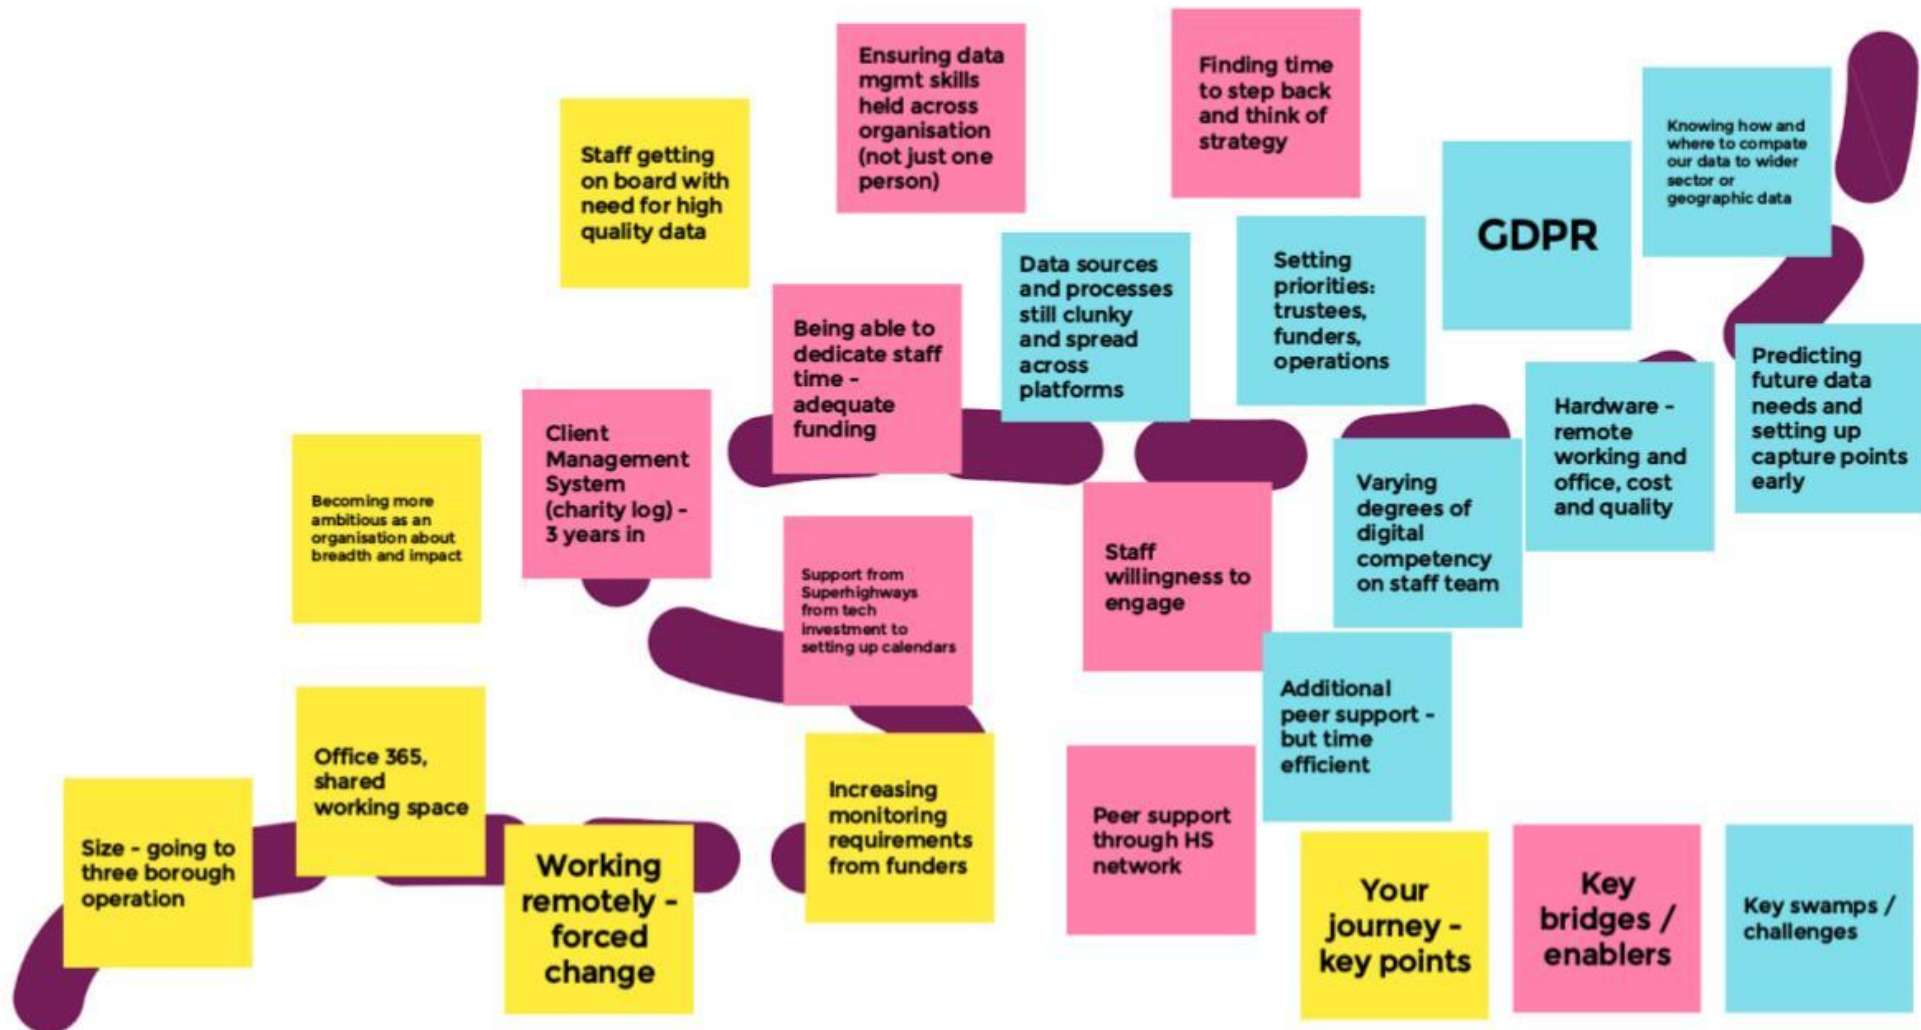 Ensuring data
mgmt skills
held across
organisation
(not just one
person)
Finding time
to step back
and think of
strategy
Knowing how and
where to compate
our data to wider
sector or
geographic data
Staff getting
on board with
need for high
quality data
GDPR
Data sources
and processes
still clunky
and spread
across
platforms
Setting
priorities:
trustees,
funders,
operations
Being able to
dedicate staff
time -
adequate
funding
Predicting
future data
needs and
setting up
capture points
early
Hardware -
remote
working and
office, cost
and quality
Client
Management
System
(charity log) -
3 years in
Becoming more
ambitious as an
organisation about
breadth and impact
Varying
degrees of
digital
competency
on staff team
Support from
Superhighways
from tech
investment to
setting up calendars
Staff
willingness to
engage
Additional
peer support -
but time
efficient
Office 365,
shared
working space
Increasing
monitoring
requirements
from funders
Peer support
through HS
network
Size - going to
three borough
operation
Working
remotely -
forced
change
Your
journey -
key points
Key
bridges /
enablers
Key swamps /
challenges